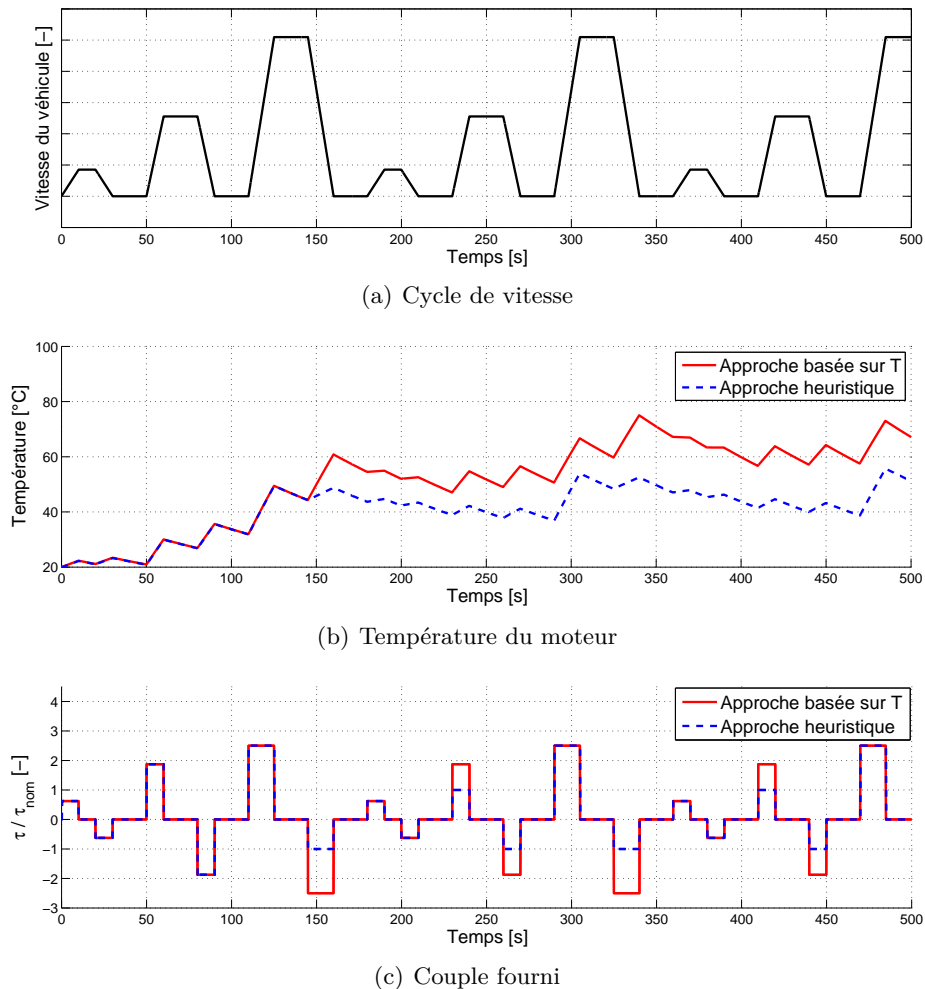 Vitesse du véhicule [−]
0 50 100 150 200 250 300 350 400 450 500
Temps [s]
(a) Cycle de vitesse
Température [°C]
100
80
60
40
20
Approche basée sur T
Approche heuristique
0 50 100 150 200 250 300 350 400 450 500
Temps [s]
(b) Température du moteur
τ / τnom [−]
4
3
2
1
0
−1
−2
−3
Approche basée sur T
Approche heuristique
0 50 100 150 200 250 300 350 400 450 500
Temps [s]
(c) Couple fourni